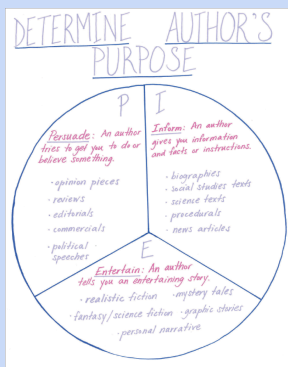 DETERMINE AUTHOR'S
PURPOSE
P
Persuade: An author
tries to get you to do or
believe something.
· opinion pieces
· reviews
· editorials
· commercials
· political
speeches
I
Inform: An author
gives you information
and facts or instructions.
· biographies
· social studies texts
· science texts
· procedurals
· news articles
E
Entertain: An author
tells you an entertaining story.
· realistic fiction · mystery tales
· fantasy/science fiction · graphic stories
· personal narrative